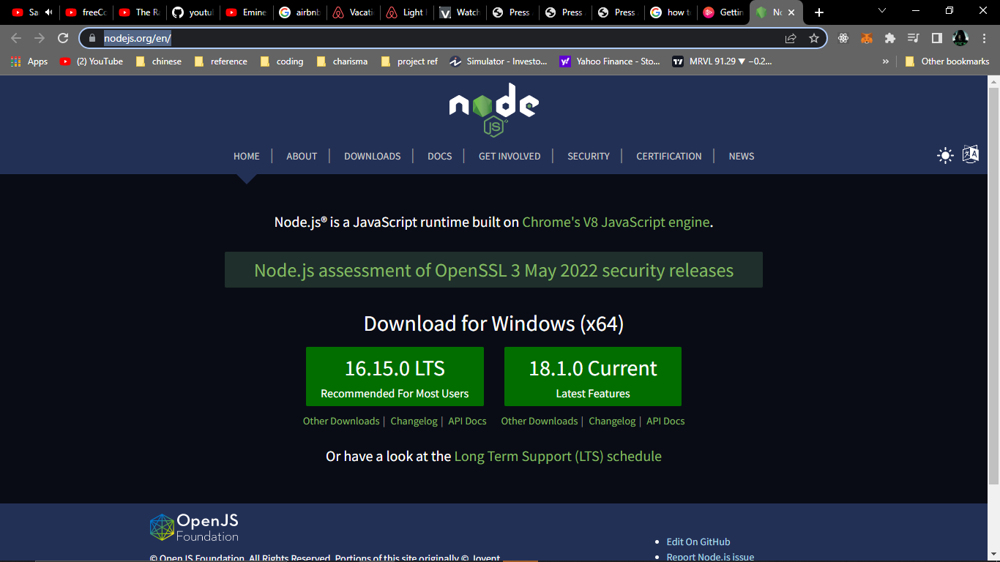 Sa
freeCo
The Ra
youtul
Emine
airbnb
Vacati
Light
Watch
Press
Press
Press
how t
Gettin
nodejs.org/en/
Apps (2) YouTube chinese reference coding charisma project ref Simulator - Investo... Yahoo Finance - Sto... MRVL 91.29 ▼ −0.2... » Other bookmarks
node
JS
HOME | ABOUT | DOWNLOADS | DOCS | GET INVOLVED | SECURITY | CERTIFICATION | NEWS
Node.js® is a JavaScript runtime built on Chrome's V8 JavaScript engine.
Node.js assessment of OpenSSL 3 May 2022 security releases
Download for Windows (x64)
16.15.0 LTS
Recommended For Most Users
18.1.0 Current
Latest Features
Other Downloads | Changelog | API Docs
Other Downloads | Changelog | API Docs
Or have a look at the Long Term Support (LTS) schedule
OpenJS
Foundation
© OpenJS Foundation. All Rights Reserved. Portions of this site originally © Joyent
Edit On GitHub
Report Node.js issue